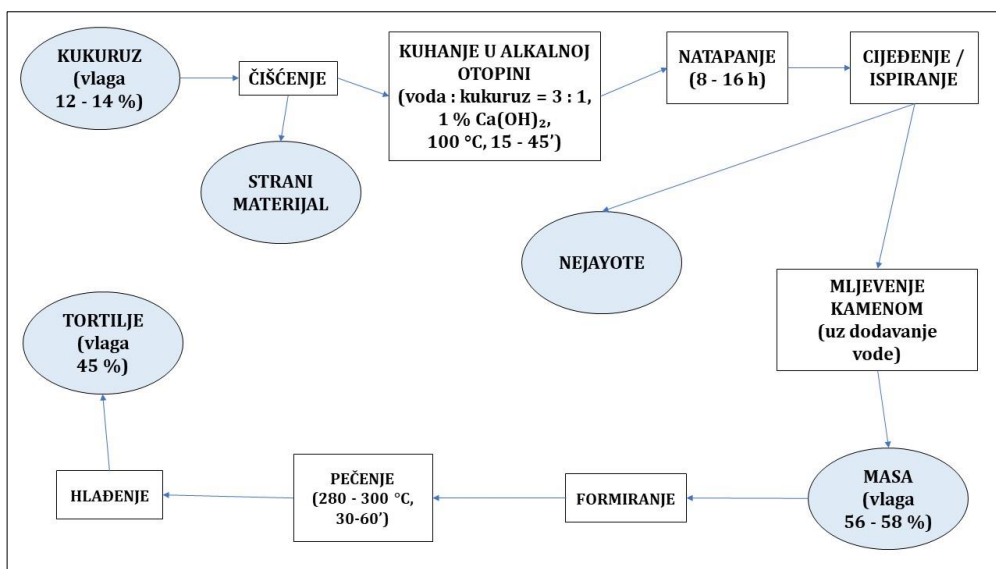 KUKURUZ
(vlaga
12 - 14 %)
ČIŠĆENJE
KUHANJE U ALKALNOJ
OTOPINI
(voda : kukuruz = 3 : 1,
1 % Ca(OH)₂,
100 °C, 15 - 45’)
NATAPANJE
(8 - 16 h)
CIJEĐENJE /
ISPIRANJE
STRANI
MATERIJAL
NEJAYOTE
MLJEVENJE
KAMENOM
(uz dodavanje
vode)
TORTILJE
(vlaga
45 %)
HLAĐENJE
PEČENJE
(280 - 300 °C,
30-60’)
FORMIRANJE
MASA
(vlaga
56 - 58 %)